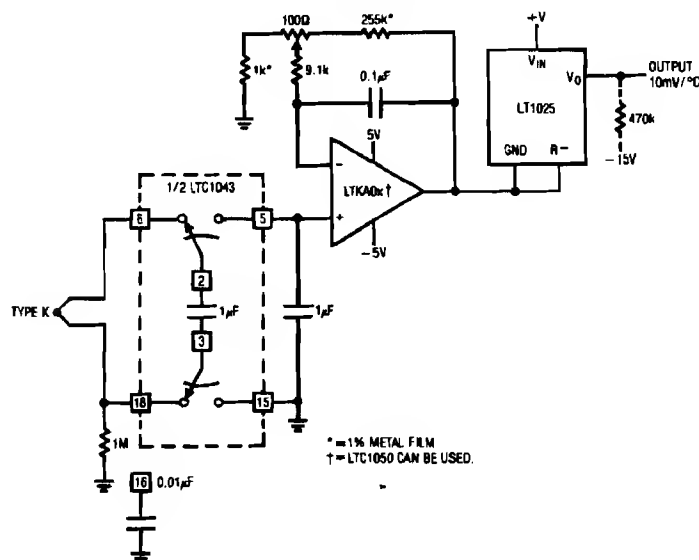 100Ω
255k*
+V
1k*
9.1k
0.1µF
VIN
VO
OUTPUT
10mV/°C
LT1025
470k
GND
R−
−15V
5V
−
LTKA0x†
+
−5V
1/2 LTC1043
6
5
2
TYPE K
1µF
1µF
3
18
15
1M
* = 1% METAL FILM
† = LTC1050 CAN BE USED.
16
0.01µF